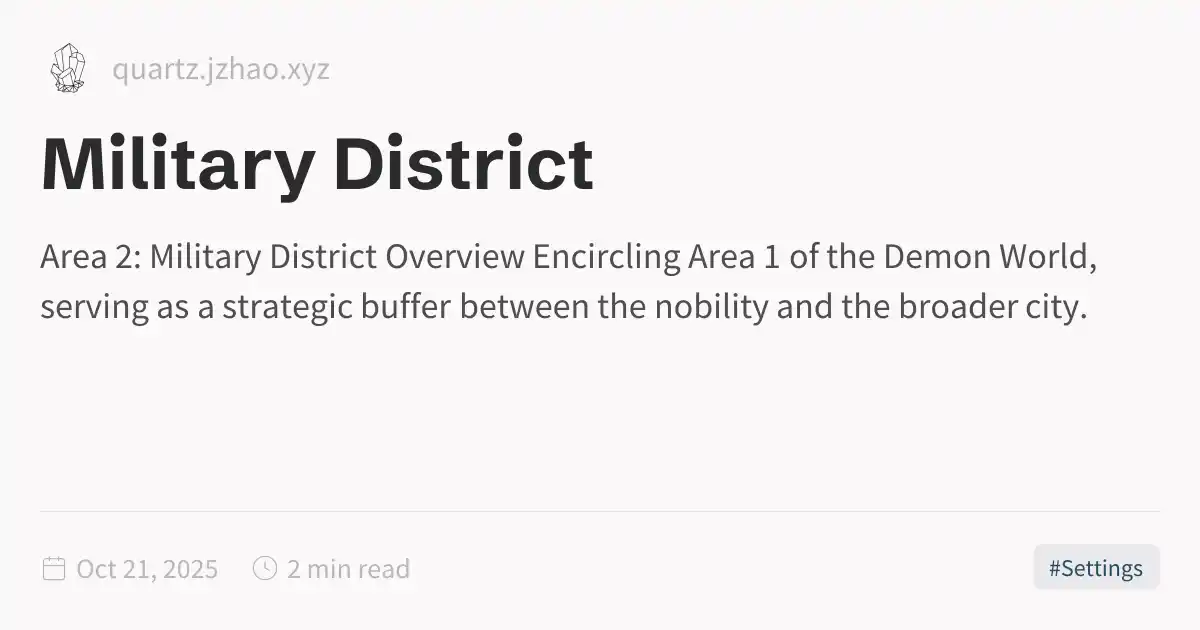 quartz.jzhao.xyz
Military District
Area 2: Military District Overview Encircling Area 1 of the Demon World,
serving as a strategic buffer between the nobility and the broader city.
Oct 21, 2025
2 min read
#Settings